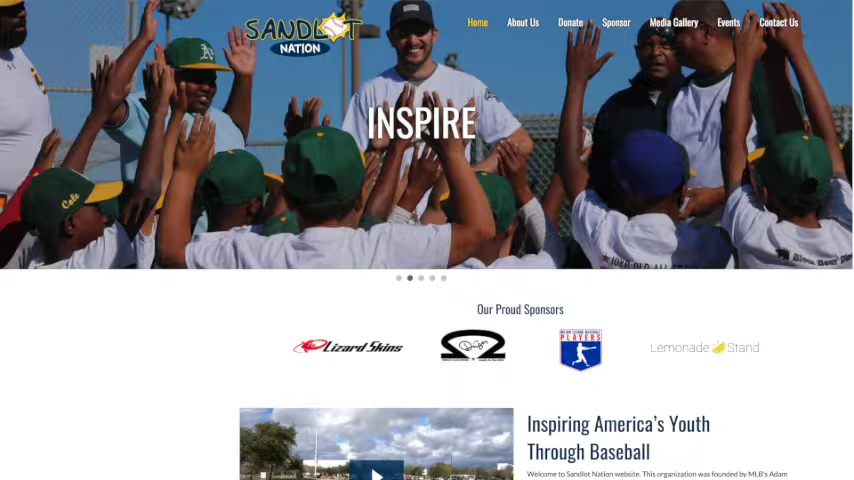 SANDLOT
NATION
Home
About Us
Donate
Sponsor
Media Gallery
Events
Contact Us
INSPIRE
Cole
Our Proud Sponsors
Lizard Skins
PLAYERS
Lemonade Stand
Inspiring America's Youth
Through Baseball
Welcome to Sandlot Nation website. This organization was founded by MLB's Adam